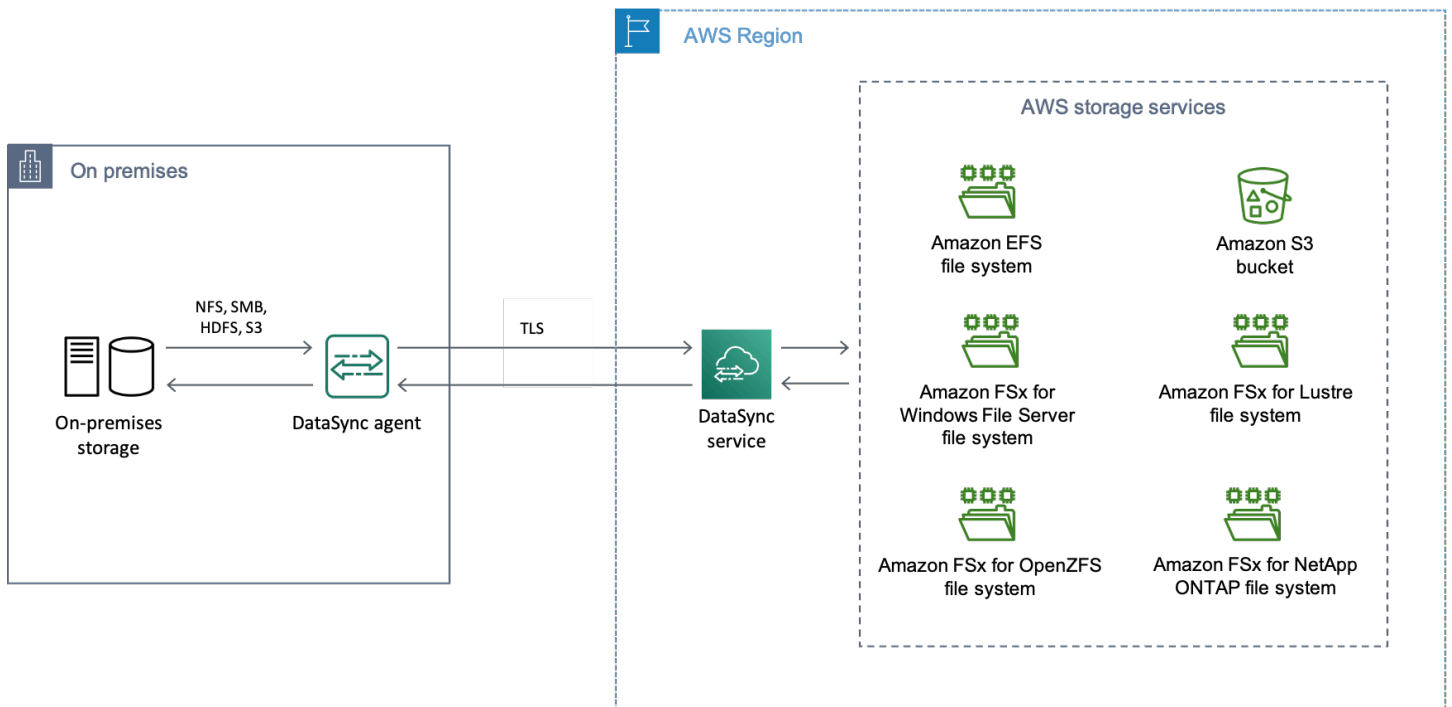 AWS Region
AWS storage services
On premises
Amazon EFS
file system
Amazon S3
bucket
NFS, SMB,
HDFS, S3
TLS
On-premises
storage
DataSync agent
DataSync
service
Amazon FSx for
Windows File Server
file system
Amazon FSx for Lustre
file system
Amazon FSx for OpenZFS
file system
Amazon FSx for NetApp
ONTAP file system